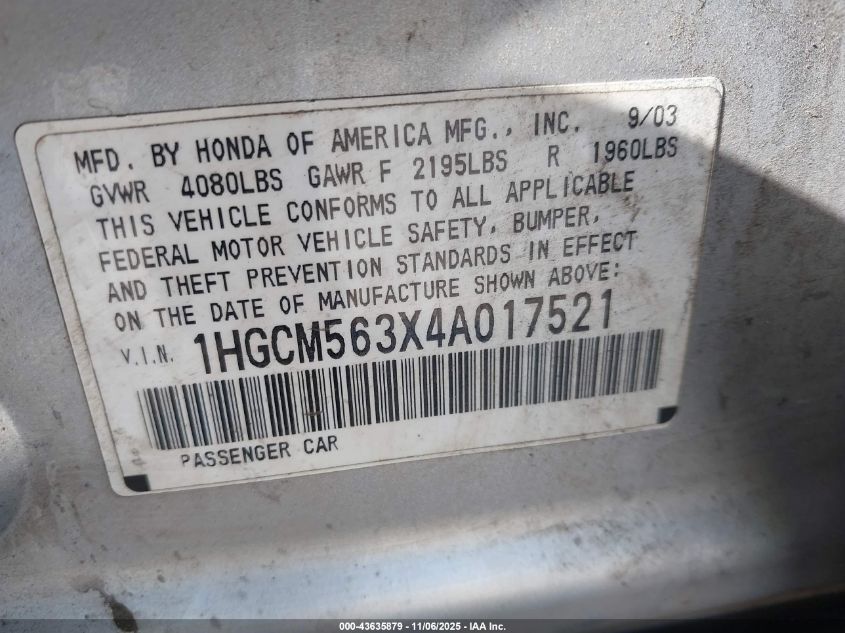 MFD. BY HONDA OF AMERICA MFG., INC. 9/03
GVWR 4080LBS GAWR F 2195LBS R 1960LBS
THIS VEHICLE CONFORMS TO ALL APPLICABLE
FEDERAL MOTOR VEHICLE SAFETY, BUMPER,
AND THEFT PREVENTION STANDARDS IN EFFECT
ON THE DATE OF MANUFACTURE SHOWN ABOVE:
V.I.N. 1HGCM563X4A017521
PASSENGER CAR
000-43635879 - 11/06/2025 - IAA Inc.